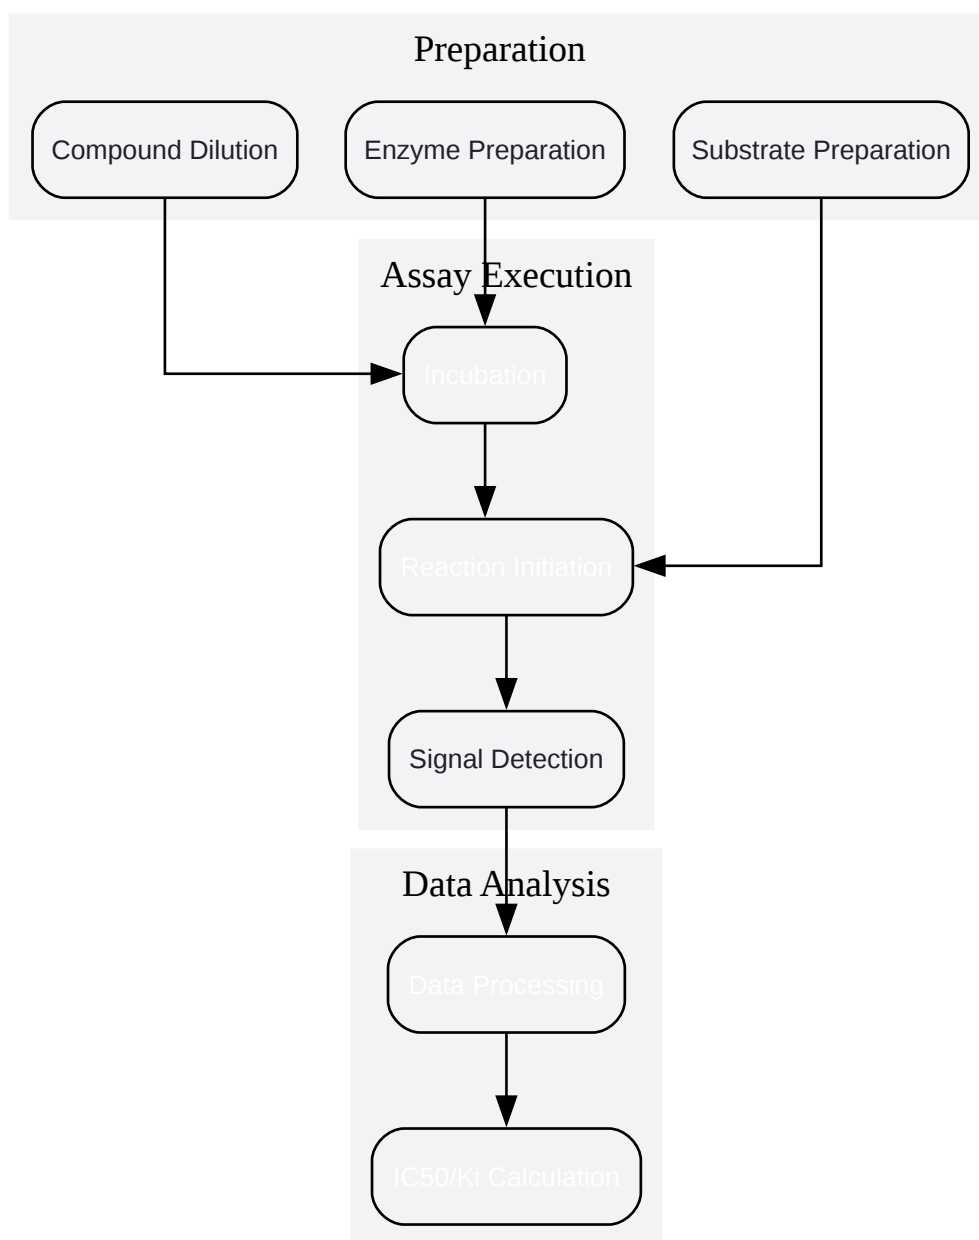 Preparation
Compound Dilution
Enzyme Preparation
Substrate Preparation
Assay Execution
Incubation
Reaction Initiation
Signal Detection
Data Analysis
Data Processing
IC50/Ki Calculation